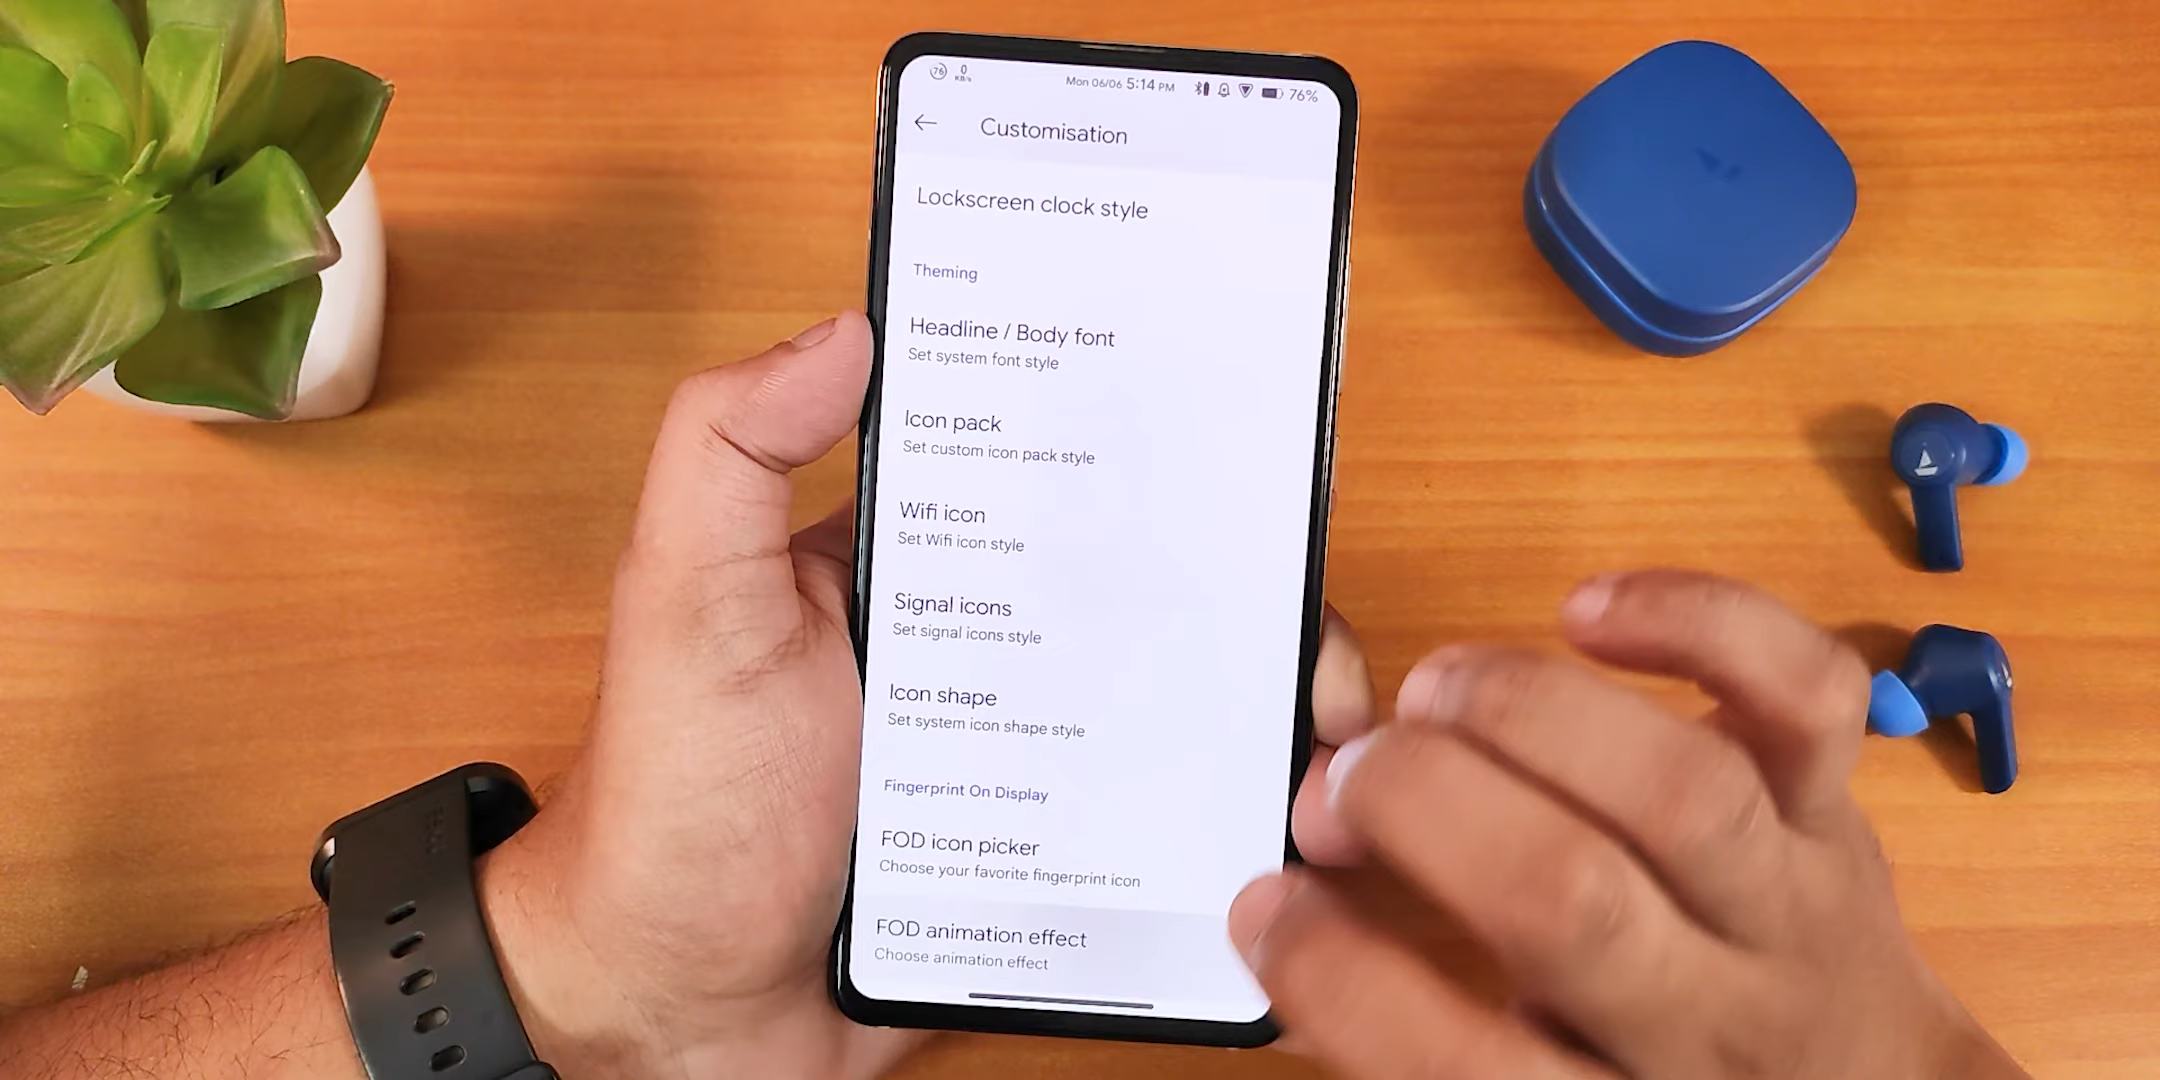 76 0 KB/s Mon 06/06 5:14 PM 76%
Customisation
Lockscreen clock style
Theming
Headline / Body font
Set system font style
Icon pack
Set custom icon pack style
Wifi icon
Set Wifi icon style
Signal icons
Set signal icons style
Icon shape
Set system icon shape style
Fingerprint On Display
FOD icon picker
Choose your favorite fingerprint icon
FOD animation effect
Choose animation effect